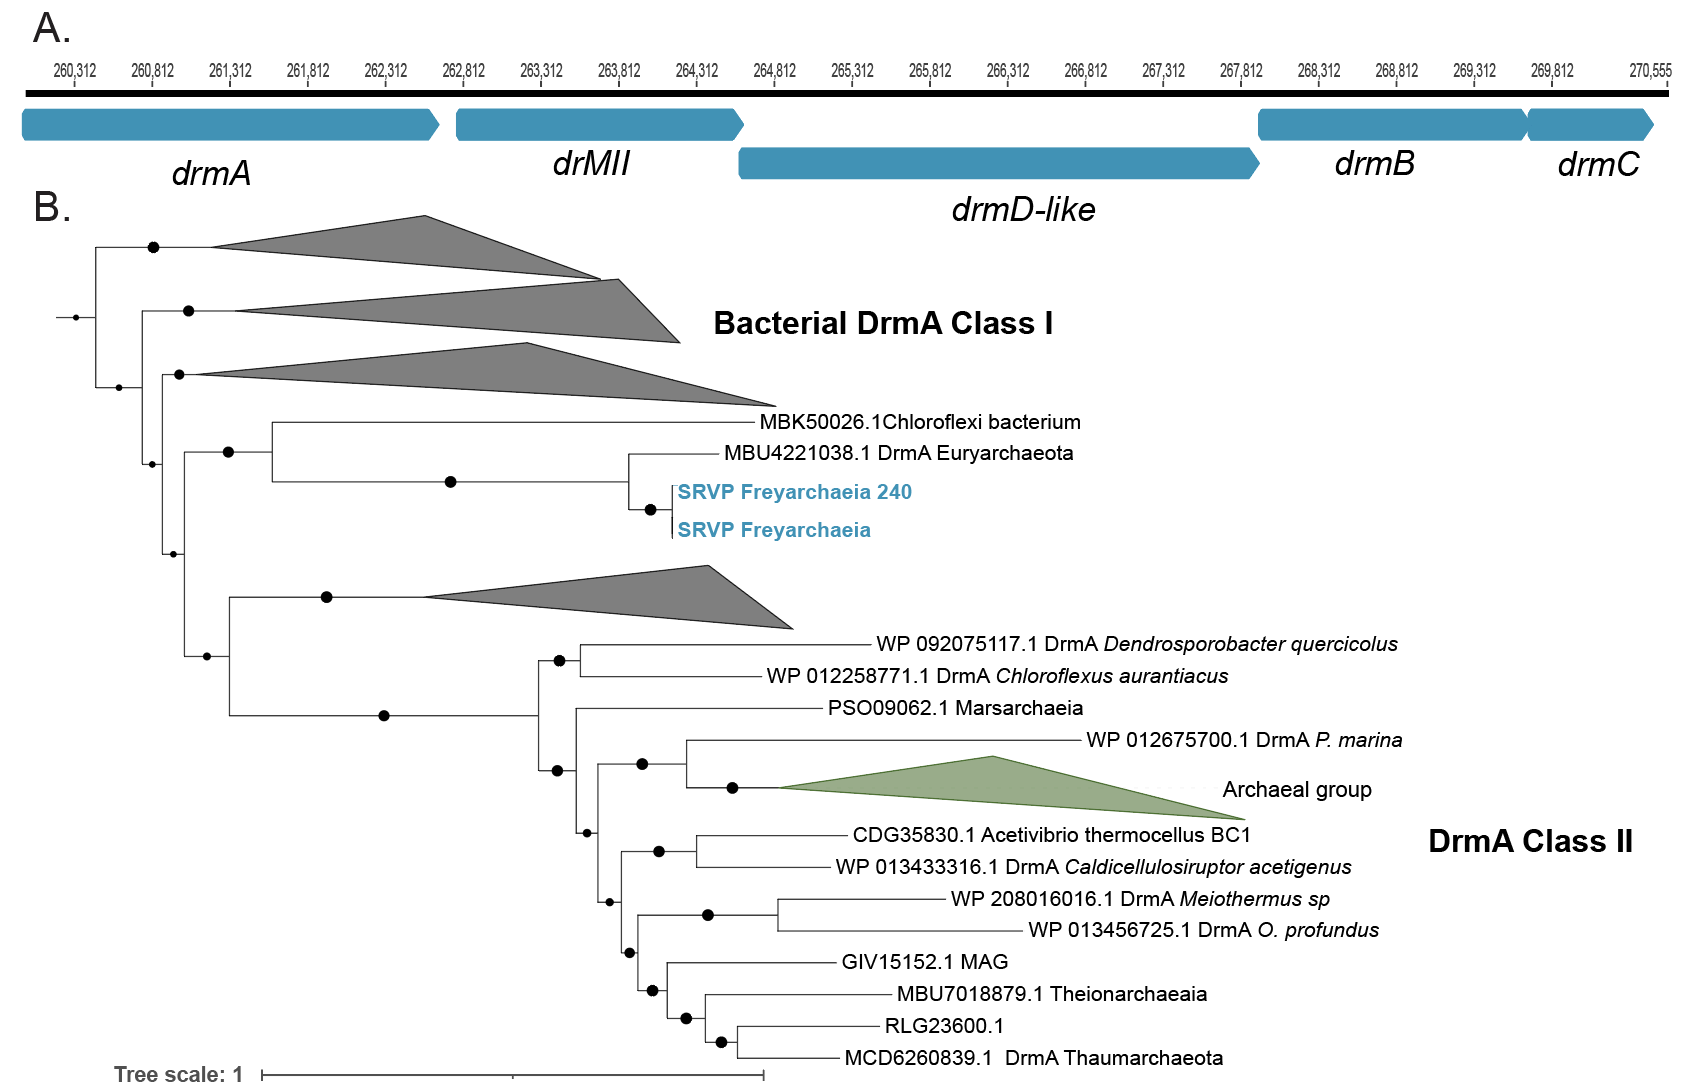 A.
260,312 260,812 261,312 261,812 262,312 262,812 263,312 263,812 264,312 264,812 265,312 265,812 266,312 266,812 267,312 267,812 268,312 268,812 269,312 269,812 270,555
drmA drMII drmD-like drmB drmC
B.
Bacterial DrmA Class I
MBK50026.1Chloroflexi bacterium
MBU4221038.1 DrmA Euryarchaeota
SRVP Freyarchaeia 240
SRVP Freyarchaeia
WP 092075117.1 DrmA Dendrosporobacter quercicolus
WP 012258771.1 DrmA Chloroflexus aurantiacus
PSO09062.1 Marsarchaeia
WP 012675700.1 DrmA P. marina
Archaeal group
CDG35830.1 Acetivibrio thermocellus BC1
DrmA Class II
WP 013433316.1 DrmA Caldicellulosiruptor acetigenus
WP 208016016.1 DrmA Meiothermus sp
WP 013456725.1 DrmA O. profundus
GIV15152.1 MAG
MBU7018879.1 Theionarchaeaia
RLG23600.1
MCD6260839.1 DrmA Thaumarchaeota
Tree scale: 1